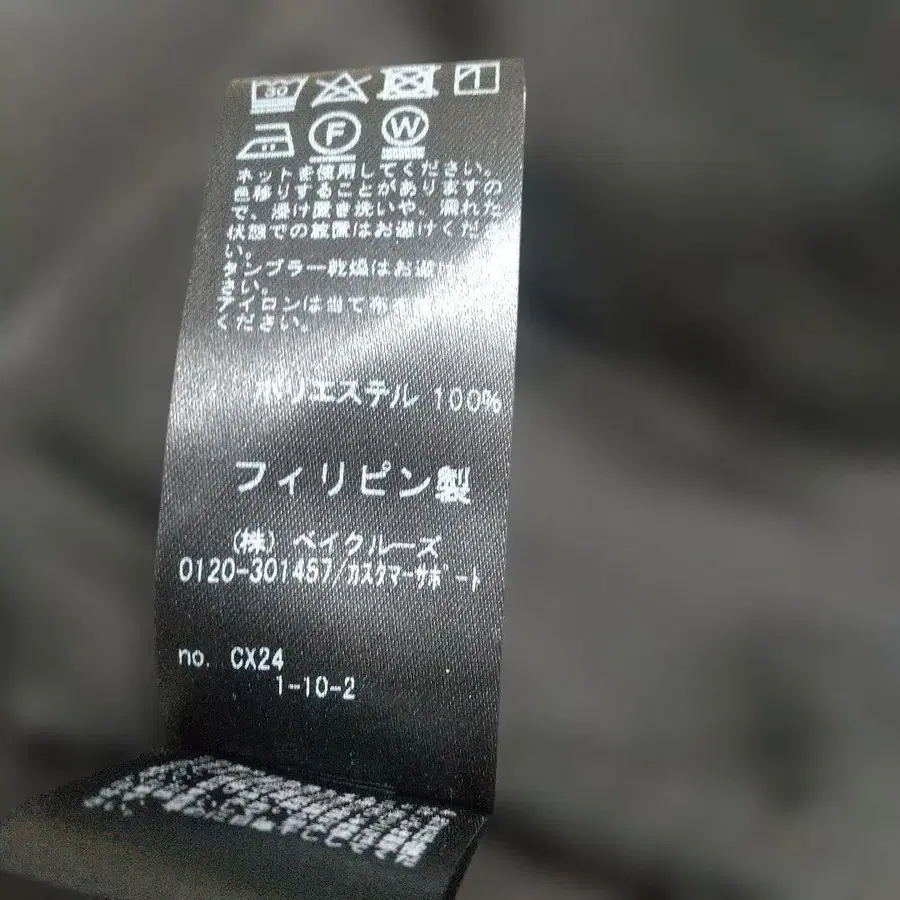 30
F W
ネットを使用してください。
色移りすることがありますの
で、漬け置き洗いや、濡れた
状態での放置はお避けくださ
い。
タンブラー乾燥はお避け
さい。
アイロンは当て布
ください。
ポリエステル 100%
フィリピン製
(株) ベイクルーズ
0120-301457/カスタマーサポート
no. CX24
1-10-2